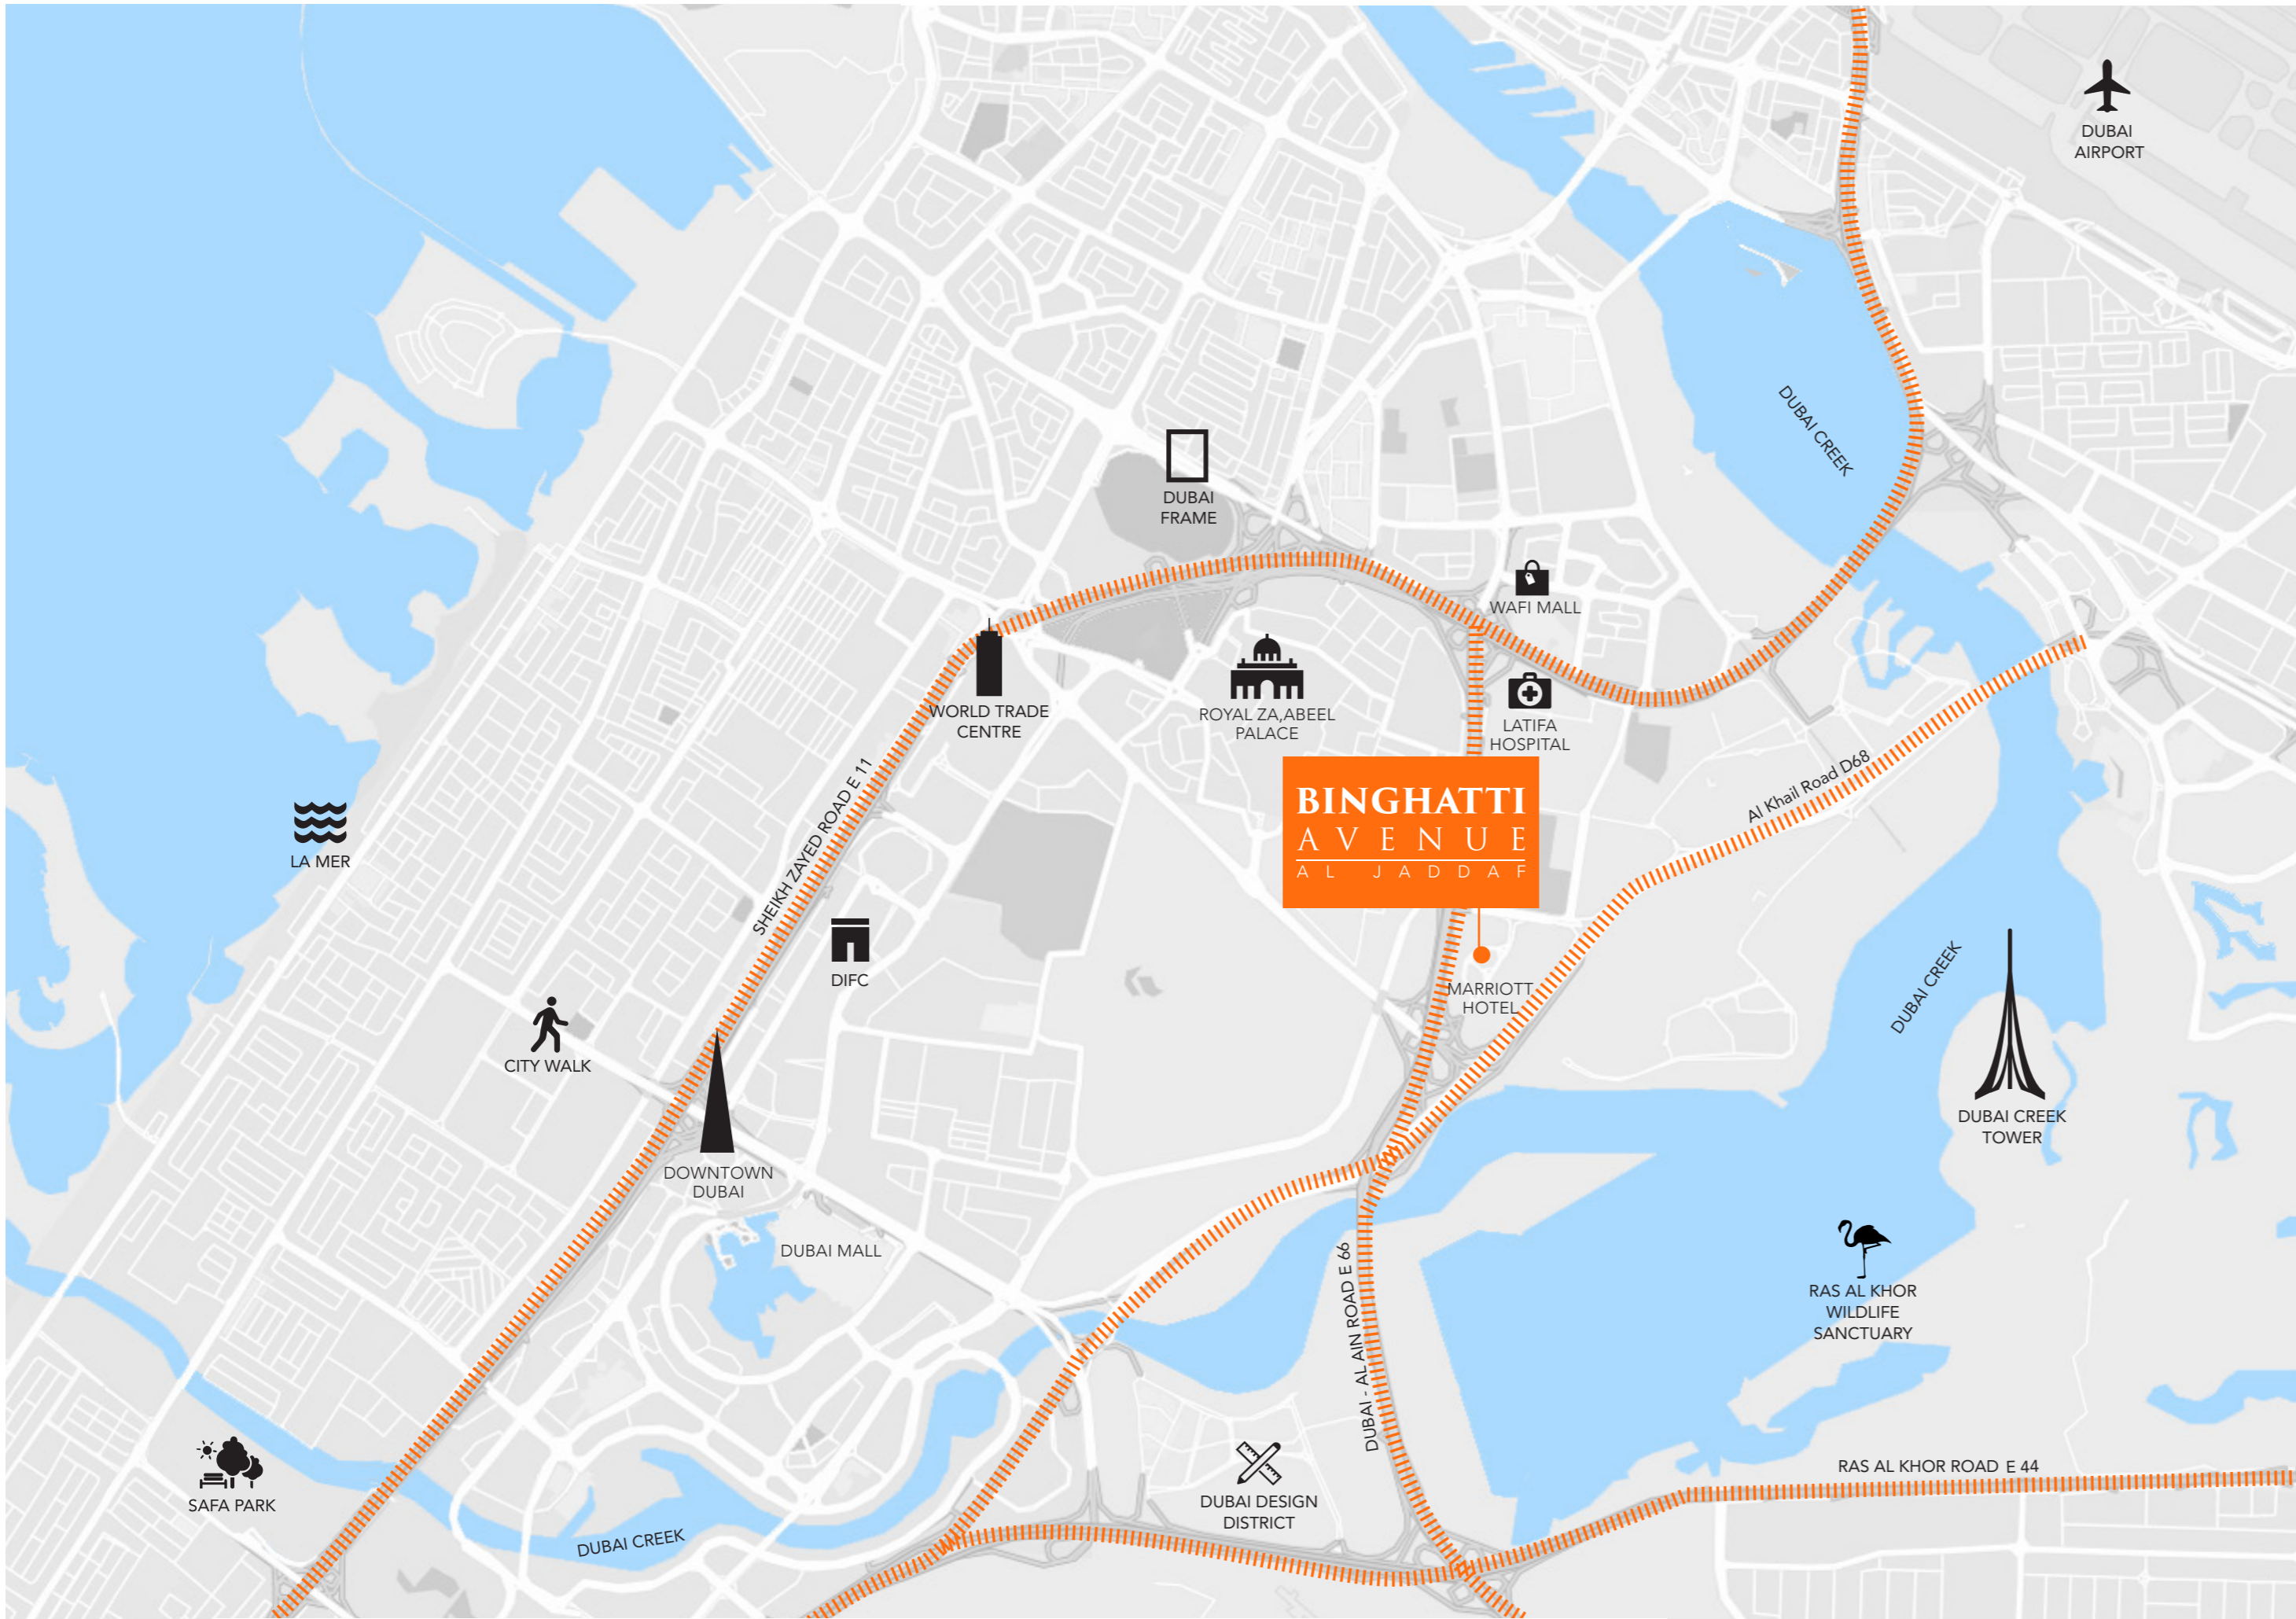 DUBAI
AIRPORT
DUBAI CREEK
DUBAI
FRAME
WAFI MALL
WORLD TRADE
CENTRE
ROYAL ZA,ABEEL
PALACE
LATIFA
HOSPITAL
SHEIKH ZAYED ROAD E 11
Al Khail Road D68
BINGHATTI
AVENUE
AL JADDAF
LA MER
DIFC
MARRIOTT
HOTEL
DUBAI CREEK
CITY WALK
DUBAI CREEK
TOWER
DOWNTOWN
DUBAI
DUBAI MALL
DUBAI - AL AIN ROAD E 66
RAS AL KHOR
WILDLIFE
SANCTUARY
RAS AL KHOR ROAD E 44
SAFA PARK
DUBAI DESIGN
DISTRICT
DUBAI CREEK